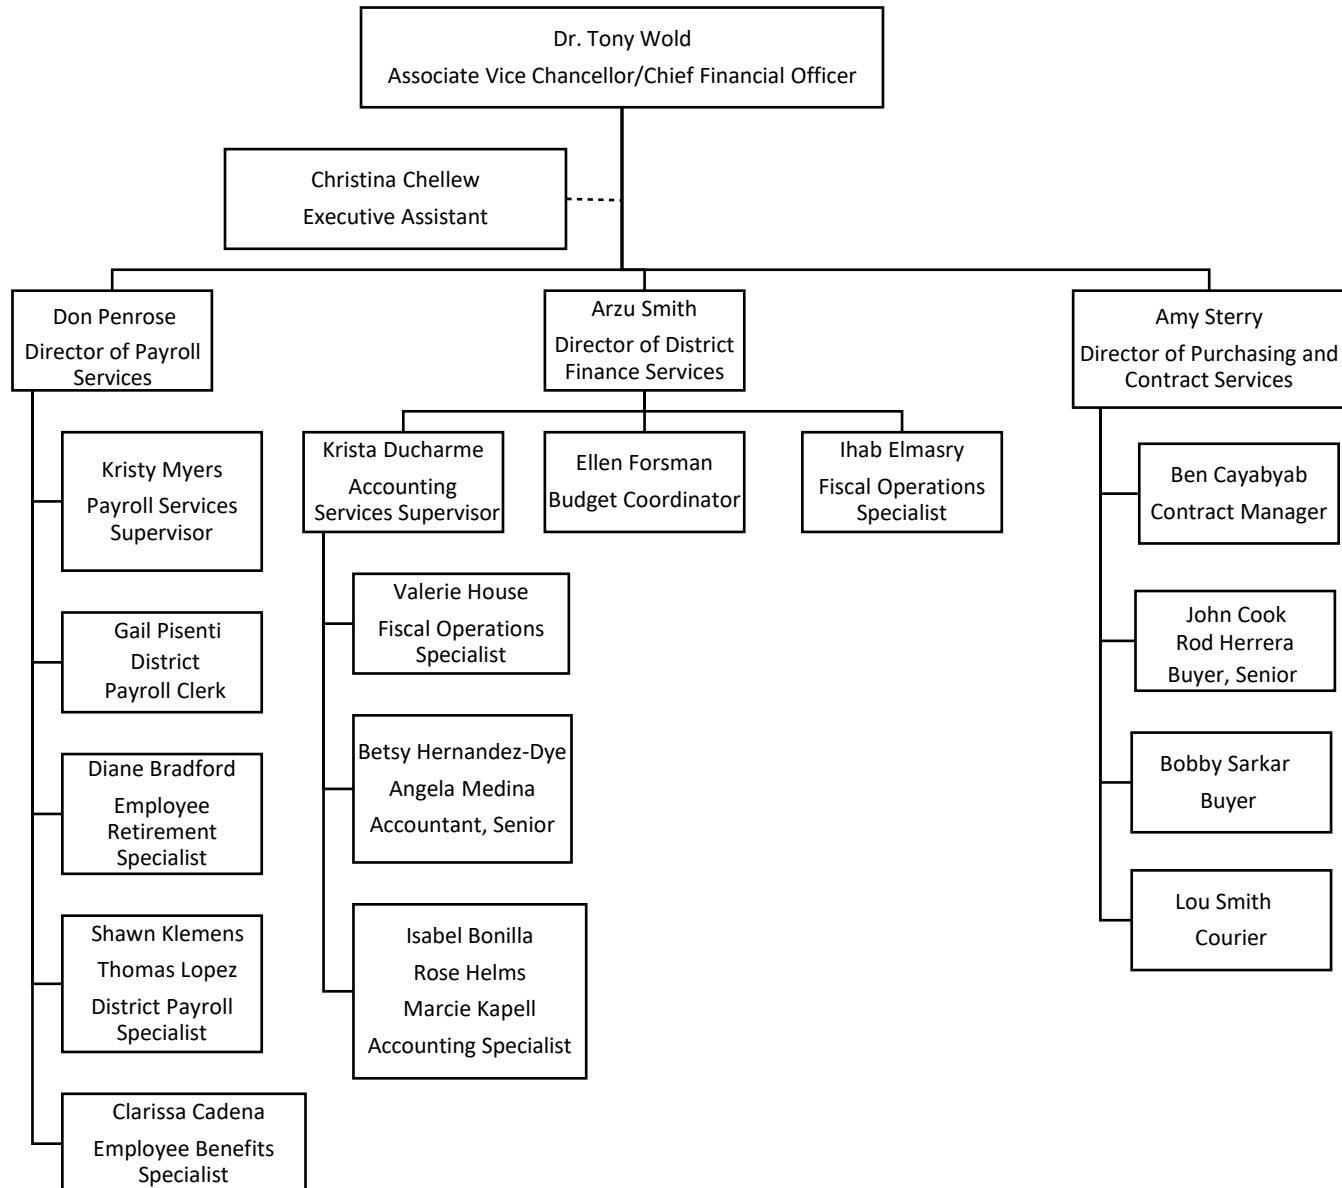 Dr. Tony Wold
Associate Vice Chancellor/Chief Financial Officer
Christina Chellew
Executive Assistant
Don Penrose
Director of Payroll
Services
Arzu Smith
Director of District
Finance Services
Amy Sterry
Director of Purchasing and
Contract Services
Kristy Myers
Payroll Services
Supervisor
Gail Pisenti
District
Payroll Clerk
Diane Bradford
Employee
Retirement
Specialist
Shawn Klemens
Thomas Lopez
District Payroll
Specialist
Clarissa Cadena
Employee Benefits
Specialist
Krista Ducharme
Accounting
Services Supervisor
Ellen Forsman
Budget Coordinator
Ihab Elmasry
Fiscal Operations
Specialist
Valerie House
Fiscal Operations
Specialist
Betsy Hernandez-Dye
Angela Medina
Accountant, Senior
Isabel Bonilla
Rose Helms
Marcie Kapell
Accounting Specialist
Ben Cayabyab
Contract Manager
John Cook
Rod Herrera
Buyer, Senior
Bobby Sarkar
Buyer
Lou Smith
Courier